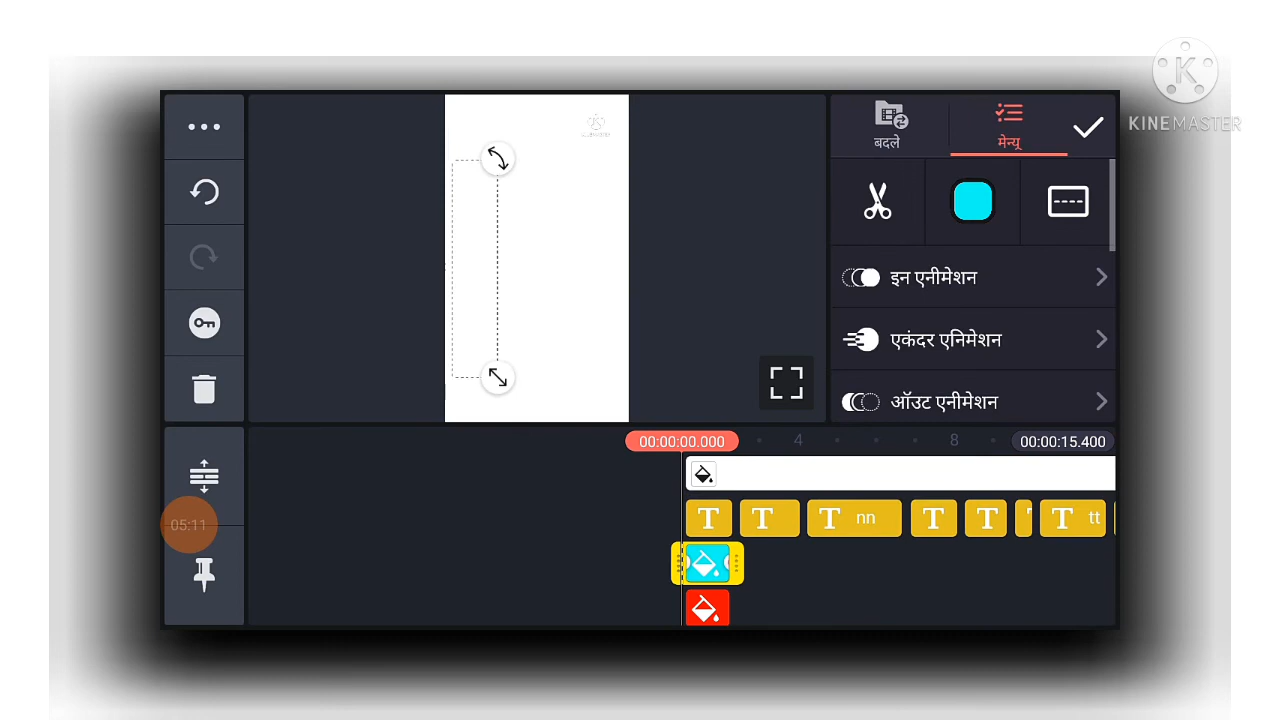 KINEMASTER
बदले
मेन्यू
इन एनीमेशन
एकंदर एनिमेशन
ऑउट एनीमेशन
00:00:00.000
4
8
00:00:15.400
T
T
T nn
T
T
T tt
05:11